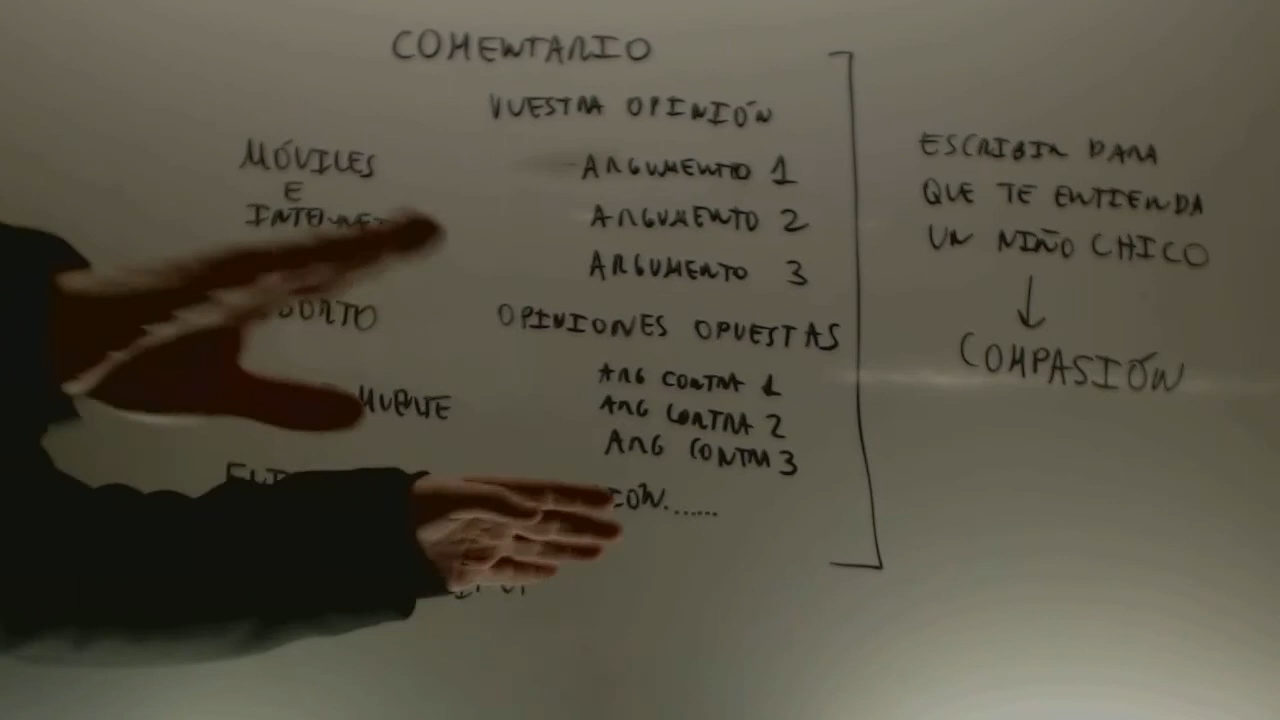 COMENTARIO
VUESTRA OPINIÓN
ARGUMENTO 1
ARGUMENTO 2
ARGUMENTO 3
OPINIONES OPUESTAS
ARG CONTRA 1
ARG CONTRA 2
ARG CONTRA 3
MÓVILES
E
MUERTE
ESCRIBIR PARA
QUE TE ENTIENDA
UN NIÑO CHICO
COMPASIÓN